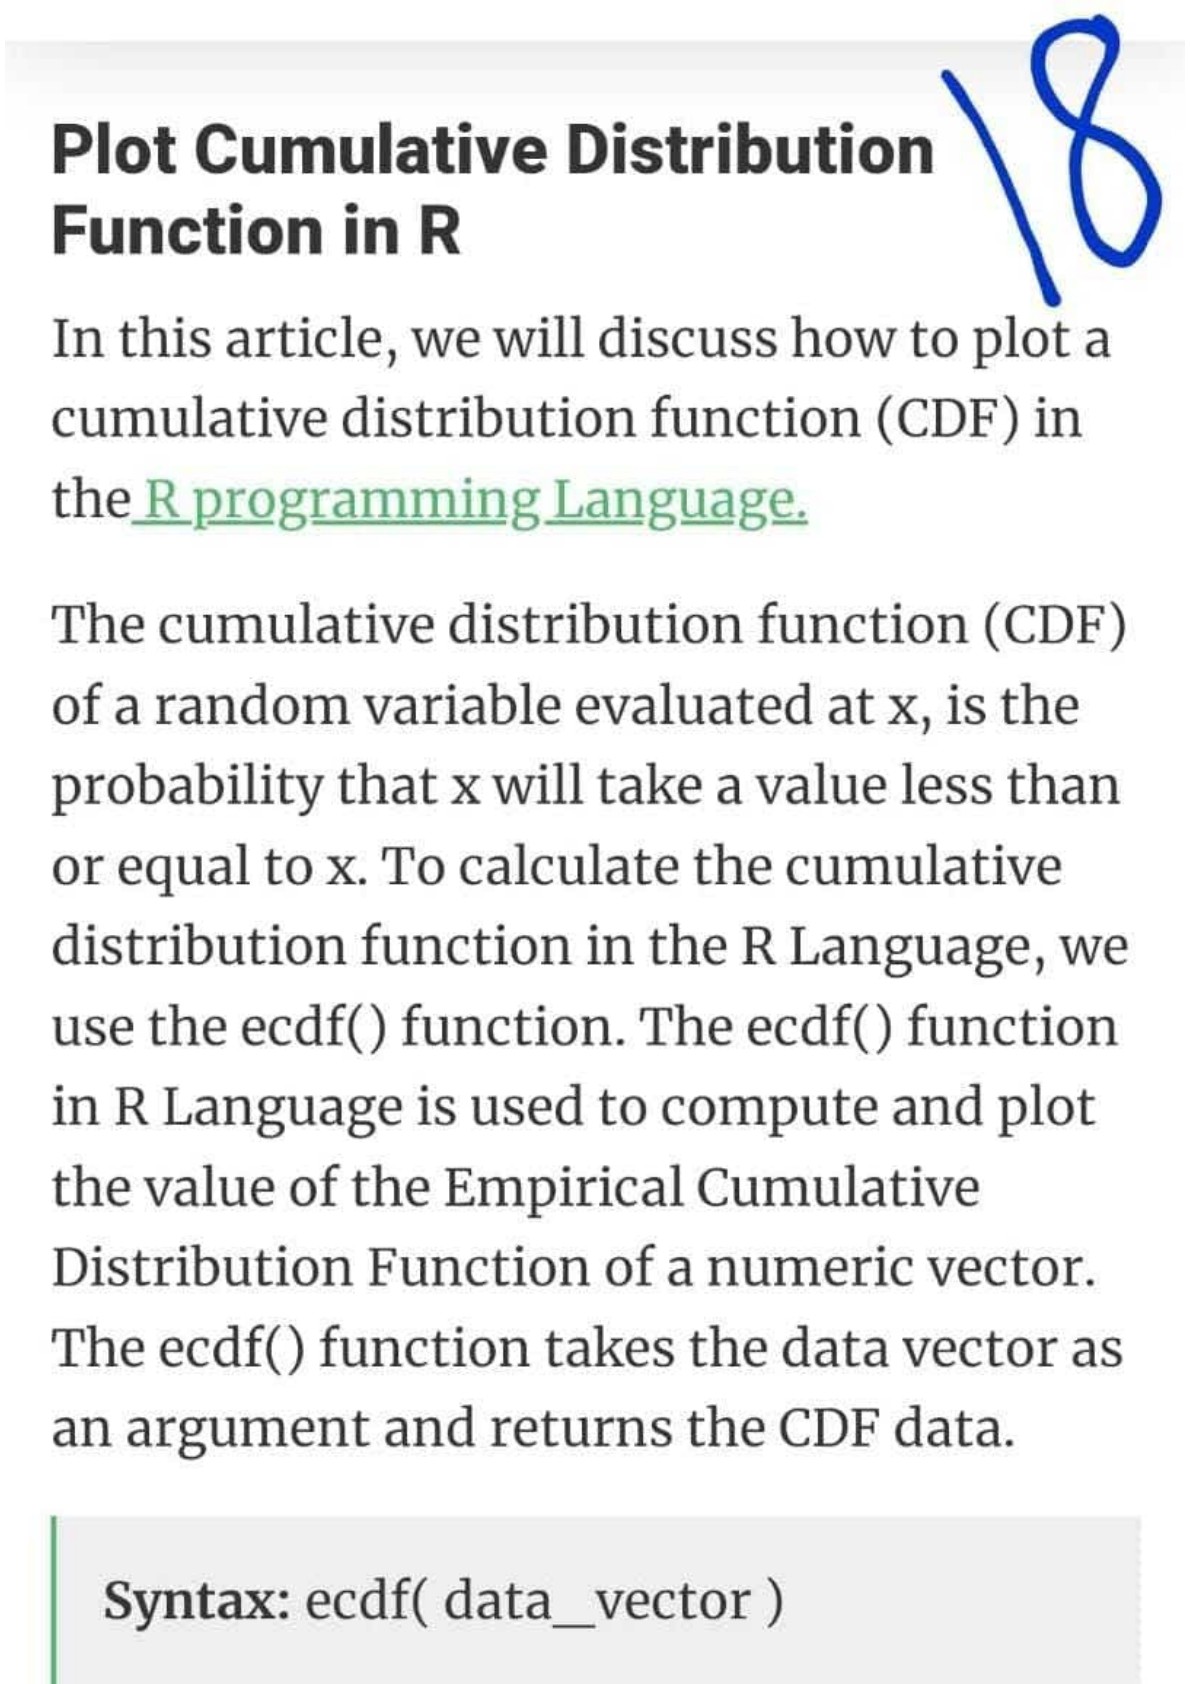 18
Plot Cumulative Distribution
Function in R
In this article, we will discuss how to plot a
cumulative distribution function (CDF) in
the R programming Language.
The cumulative distribution function (CDF)
of a random variable evaluated at x, is the
probability that x will take a value less than
or equal to x. To calculate the cumulative
distribution function in the R Language, we
use the ecdf() function. The ecdf() function
in R Language is used to compute and plot
the value of the Empirical Cumulative
Distribution Function of a numeric vector.
The ecdf() function takes the data vector as
an argument and returns the CDF data.
Syntax: ecdf( data_vector )